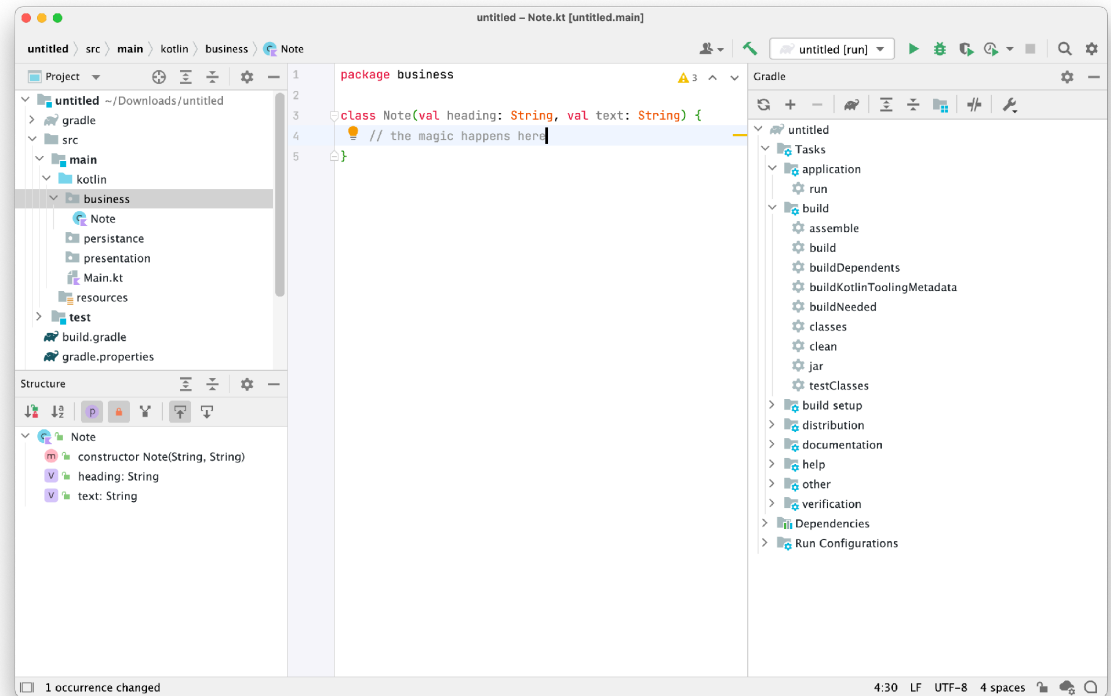 untitled – Note.kt [untitled.main]
untitled src main kotlin business Note
untitled [run]
Project
untitled ~/Downloads/untitled
gradle
src
main
kotlin
business
Note
persistance
presentation
Main.kt
resources
test
build.gradle
gradle.properties
Structure
Note
constructor Note(String, String)
heading: String
text: String
1 package business
3
2
3 class Note(val heading: String, val text: String) {
4 // the magic happens here
5 }
Gradle
untitled
Tasks
application
run
build
assemble
build
buildDependents
buildKotlinToolingMetadata
buildNeeded
classes
clean
jar
testClasses
build setup
distribution
documentation
help
other
verification
Dependencies
Run Configurations
1 occurrence changed
4:30 LF UTF-8 4 spaces